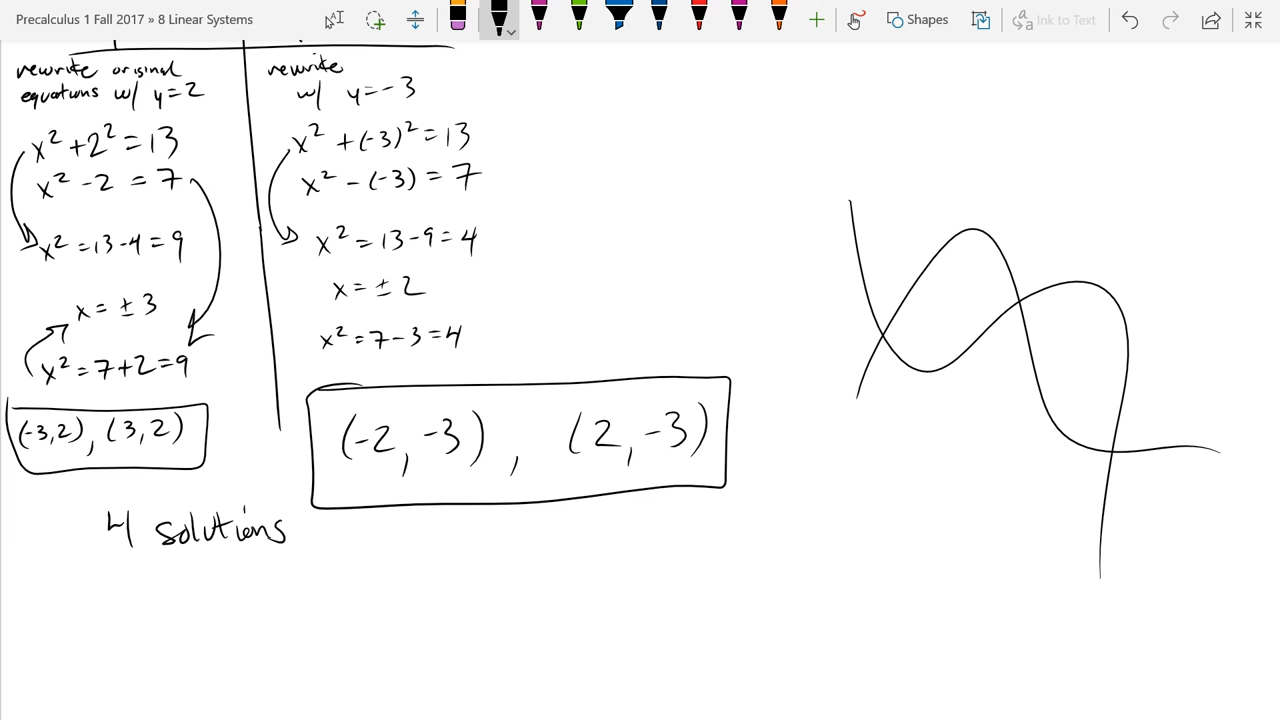 Precalculus 1 Fall 2017 » 8 Linear Systems
Shapes
Ink to Text
rewrite original
equations w/ y=2
x² + 2² = 13
x² - 2 = 7
x² = 13 - 4 = 9
x = ± 3
x² = 7+2 = 9
(-3,2), (3,2)
4 solutions
rewrite
w/ y=-3
x² + (-3)² = 13
x² - (-3) = 7
x² = 13 - 9 = 4
x = ± 2
x² = 7 - 3 = 4
(-2, -3), (2, -3)